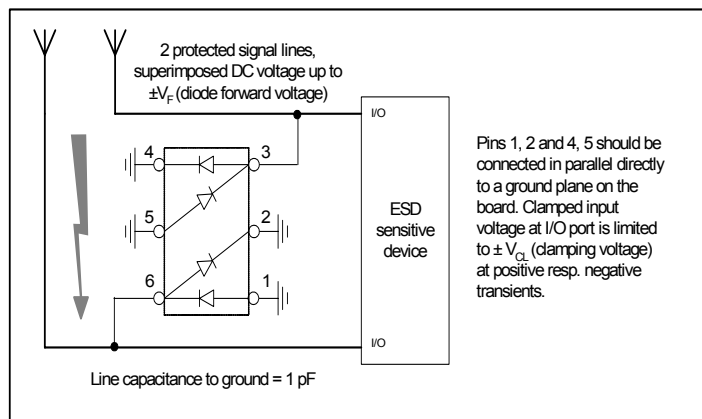 2 protected signal lines,
superimposed DC voltage up to
±V_F (diode forward voltage)
I/O
4
3
5
2
6
1
ESD
sensitive
device
I/O
Pins 1, 2 and 4, 5 should be
connected in parallel directly
to a ground plane on the
board. Clamped input
voltage at I/O port is limited
to ± V_CL (clamping voltage)
at positive resp. negative
transients.
Line capacitance to ground = 1 pF